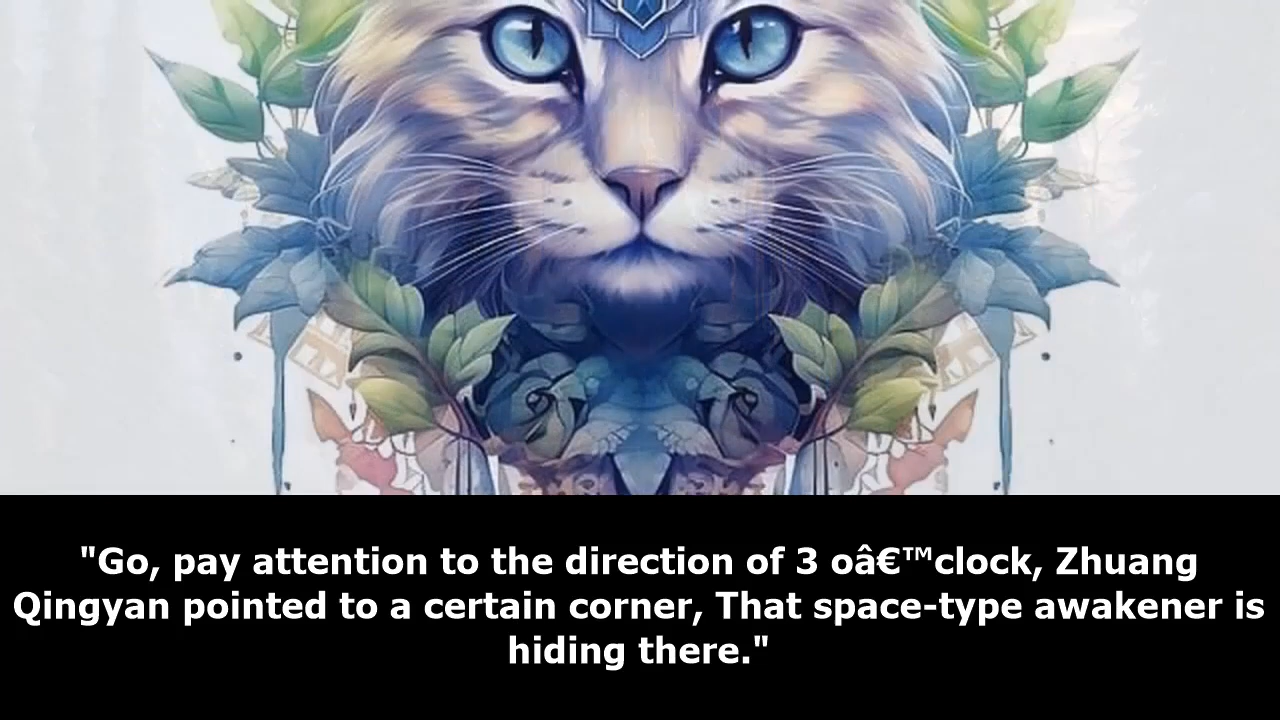 "Go, pay attention to the direction of 3 oâ€™clock, Zhuang
Qingyan pointed to a certain corner, That space-type awakener is
hiding there."